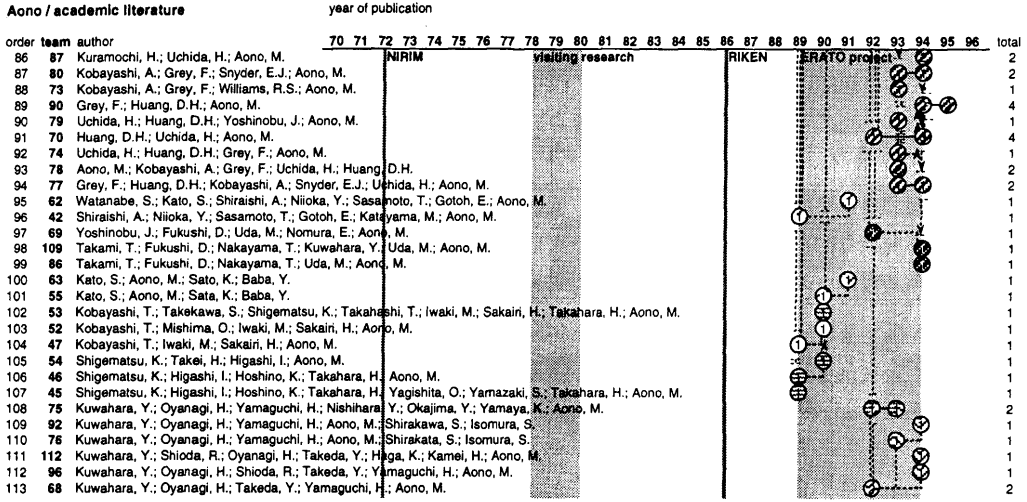 Aono / academic literature year of publication
order team author 70 71 72 73 74 75 76 77 78 79 80 81 82 83 84 85 86 87 88 89 90 91 92 93 94 95 96 total
NIRIM visiting research RIKEN ERATO project
86 87 Kuramochi, H.; Uchida, H.; Aono, M. 2
87 80 Kobayashi, A.; Grey, F.; Snyder, E.J.; Aono, M. 2
88 73 Kobayashi, A.; Grey, F.; Williams, R.S.; Aono, M. 1
89 90 Grey, F.; Huang, D.H.; Aono, M. 4
90 79 Uchida, H.; Huang, D.H.; Yoshinobu, J.; Aono, M. 1
91 70 Huang, D.H.; Uchida, H.; Aono, M. 4
92 74 Uchida, H.; Huang, D.H.; Grey, F.; Aono, M. 1
93 78 Aono, M.; Kobayashi, A.; Grey, F.; Uchida, H.; Huang, D.H. 2
94 77 Grey, F.; Huang, D.H.; Kobayashi, A.; Snyder, E.J.; Uchida, H.; Aono, M. 2
95 62 Watanabe, S.; Kato, S.; Shiraishi, A.; Niioka, Y.; Sasamoto, T.; Gotoh, E.; Aono, M. 1
96 42 Shiraishi, A.; Niioka, Y.; Sasamoto, T.; Gotoh, E.; Katayama, M.; Aono, M. 1
97 69 Yoshinobu, J.; Fukushi, D.; Uda, M.; Nomura, E.; Aono, M. 1
98 109 Takami, T.; Fukushi, D.; Nakayama, T.; Kuwahara, Y.; Uda, M.; Aono, M. 1
99 86 Takami, T.; Fukushi, D.; Nakayama, T.; Uda, M.; Aono, M. 1
100 63 Kato, S.; Aono, M.; Sato, K.; Baba, Y. 1
101 55 Kato, S.; Aono, M.; Sata, K.; Baba, Y. 1
102 53 Kobayashi, T.; Takekawa, S.; Shigematsu, K.; Takahashi, T.; Iwaki, M.; Sakairi, H.; Takahara, H.; Aono, M. 1
103 52 Kobayashi, T.; Mishima, O.; Iwaki, M.; Sakairi, H.; Aono, M. 1
104 47 Kobayashi, T.; Iwaki, M.; Sakairi, H.; Aono, M. 1
105 54 Shigematsu, K.; Takei, H.; Higashi, I.; Aono, M. 1
106 46 Shigematsu, K.; Higashi, I.; Hoshino, K.; Takahara, H.; Aono, M. 1
107 45 Shigematsu, K.; Higashi, I.; Hoshino, K.; Takahara, H.; Yagishita, O.; Yamazaki, S.; Takahara, H.; Aono, M. 1
108 75 Kuwahara, Y.; Oyanagi, H.; Yamaguchi, H.; Nishihara, Y.; Okajima, Y.; Yamaya, K.; Aono, M. 2
109 92 Kuwahara, Y.; Oyanagi, H.; Yamaguchi, H.; Aono, M.; Shirakawa, S.; Isomura, S. 1
110 76 Kuwahara, Y.; Oyanagi, H.; Yamaguchi, H.; Aono, M.; Shirakata, S.; Isomura, S. 1
111 112 Kuwahara, Y.; Shioda, R.; Oyanagi, H.; Takeda, Y.; Haga, K.; Kamei, H.; Aono, M. 1
112 96 Kuwahara, Y.; Oyanagi, H.; Shioda, R.; Takeda, Y.; Yamaguchi, H.; Aono, M. 1
113 68 Kuwahara, Y.; Oyanagi, H.; Takeda, Y.; Yamaguchi, H.; Aono, M. 2